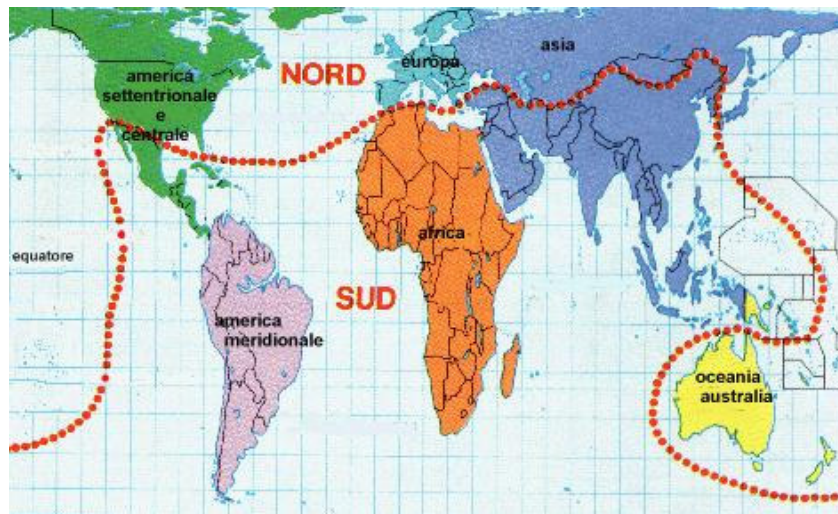 asia
europa
NORD
america
settentrionale
e
centrale
africa
equatore
SUD
america
meridionale
oceania
australia